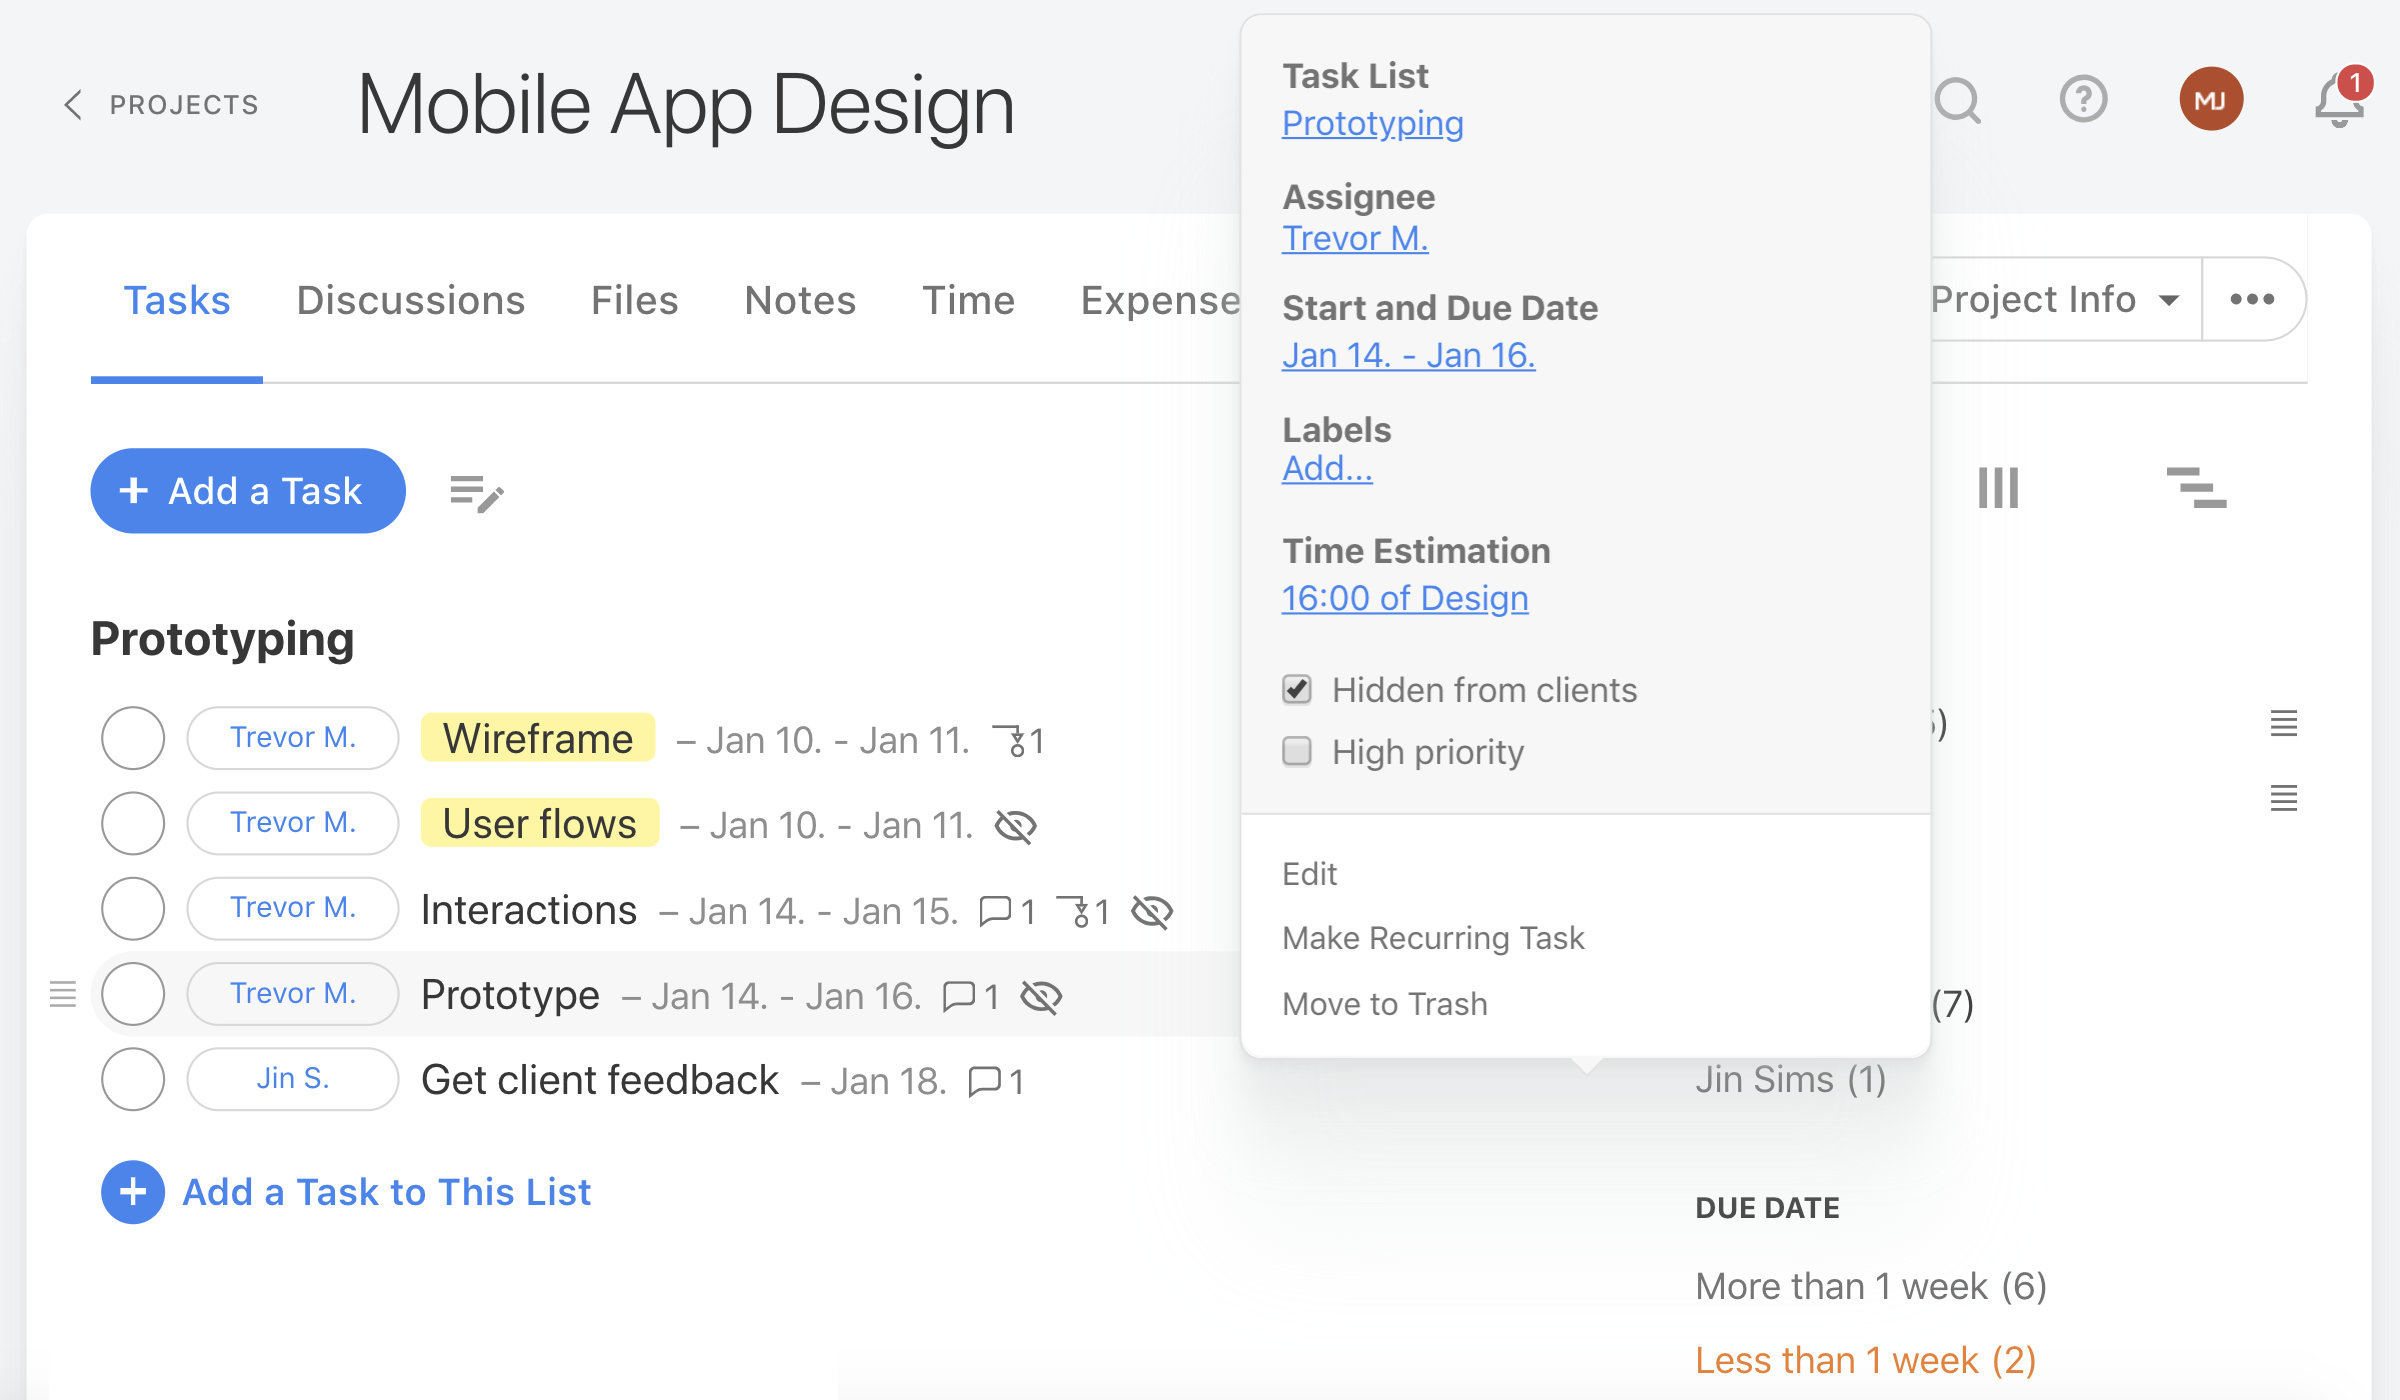 PROJECTS
Mobile App Design
MJ
1
Tasks
Discussions
Files
Notes
Time
Expense
Project Info
+ Add a Task
Prototyping
Trevor M. Wireframe – Jan 10. - Jan 11. 1
Trevor M. User flows – Jan 10. - Jan 11.
Trevor M. Interactions – Jan 14. - Jan 15. 1 1
Trevor M. Prototype – Jan 14. - Jan 16. 1
Jin S. Get client feedback – Jan 18. 1
+ Add a Task to This List
Task List
Prototyping
Assignee
Trevor M.
Start and Due Date
Jan 14. - Jan 16.
Labels
Add...
Time Estimation
16:00 of Design
Hidden from clients
High priority
Edit
Make Recurring Task
Move to Trash
(7)
Jin Sims (1)
DUE DATE
More than 1 week (6)
Less than 1 week (2)